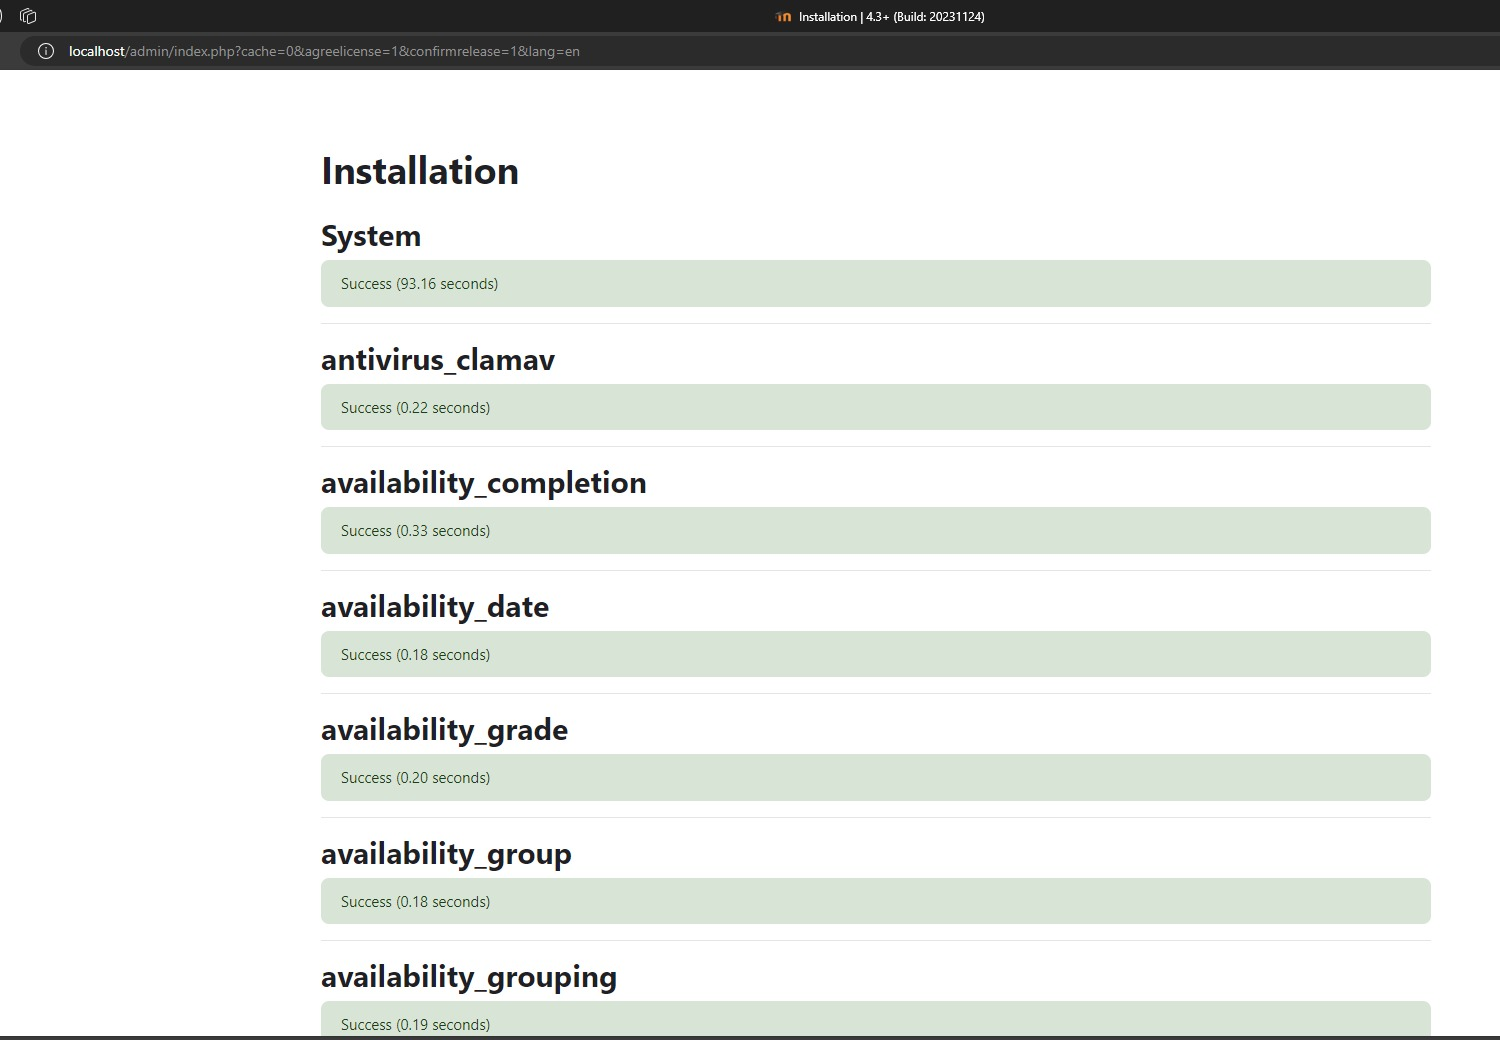 Installation | 4.3+ (Build: 20231124)
localhost/admin/index.php?cache=0&agreelicense=1&confirmrelease=1&lang=en
Installation
System
Success (93.16 seconds)
antivirus_clamav
Success (0.22 seconds)
availability_completion
Success (0.33 seconds)
availability_date
Success (0.18 seconds)
availability_grade
Success (0.20 seconds)
availability_group
Success (0.18 seconds)
availability_grouping
Success (0.19 seconds)